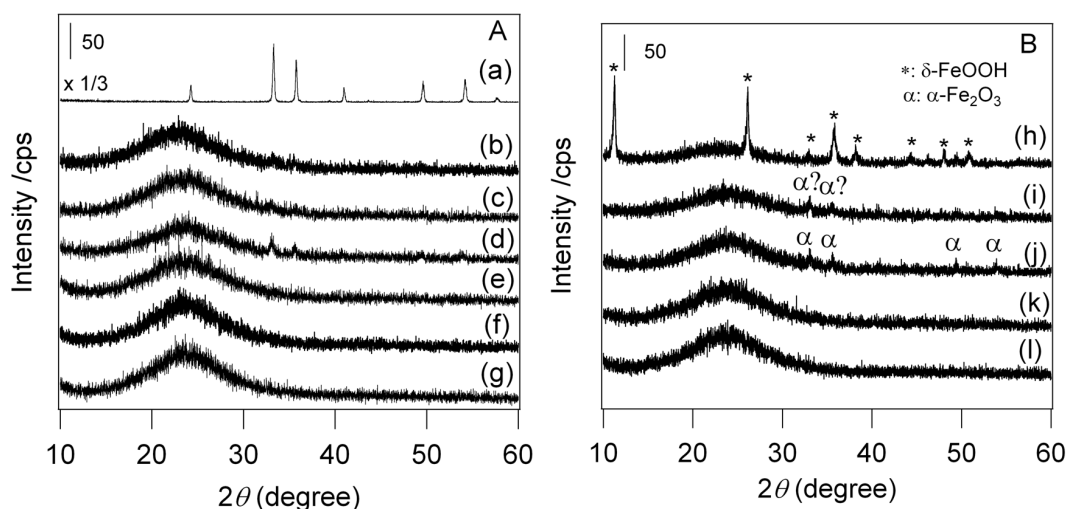 A
50
(a)
x 1/3
(b)
(c)
(d)
(e)
(f)
(g)
Intensity /cps
10 20 30 40 50 60
2θ (degree)
B
50
*: δ-FeOOH
α: α-Fe₂O₃
* * * * * * * *
(h)
α? α?
(i)
α α α α
(j)
(k)
(l)
Intensity /cps
10 20 30 40 50 60
2θ (degree)